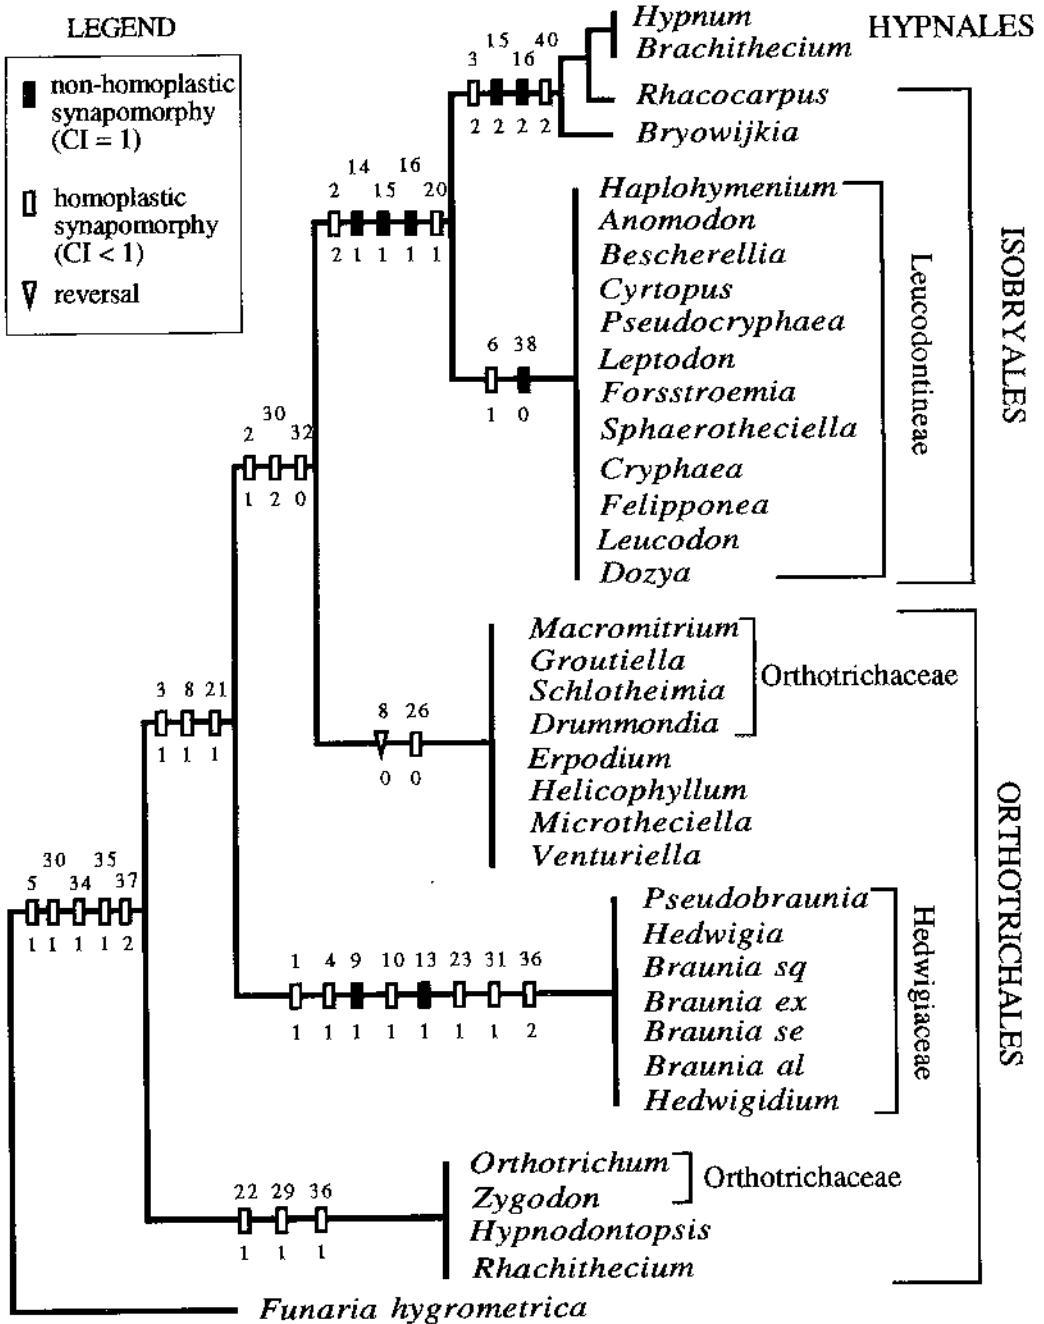 LEGEND
non-homoplastic
synapomorphy
(CI = 1)
homoplastic
synapomorphy
(CI < 1)
reversal
HYPNALES
Hypnum
Brachithecium
Rhacocarpus
Bryowijkia
3 15 16 40
2 2 2 2
2 14 15 16 20
2 1 1 1 1
Haplohymenium
Anomodon
Bescherellia
Cyrtopus
Pseudocryphaea
Leptodon
Forsstroemia
Sphaerotheciella
Cryphaea
Felipponea
Leucodon
Dozya
Leucodontineae
ISOBRYALES
6 38
1 0
2 30 32
1 2 0
Macromitrium
Groutiella
Schlotheimia
Drummondia
Orthotrichaceae
Erpodium
Helicophyllum
Microtheciella
Venturiella
8 26
0 0
3 8 21
1 1 1
Pseudobraunia
Hedwigia
Braunia sq
Braunia ex
Braunia se
Braunia al
Hedwigidium
Hedwigiaceae
ORTHOTRICHALES
5 30 34 35 37
1 1 1 1 2
1 4 9 10 13 23 31 36
1 1 1 1 1 1 1 2
Orthotrichum
Zygodon
Orthotrichaceae
Hypnodontopsis
Rhachithecium
22 29 36
1 1 1
Funaria hygrometrica